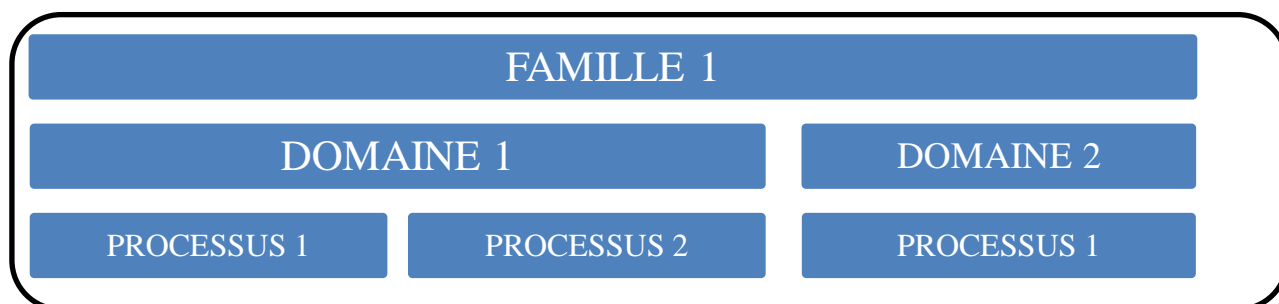 FAMILLE 1
DOMAINE 1 DOMAINE 2
PROCESSUS 1 PROCESSUS 2 PROCESSUS 1